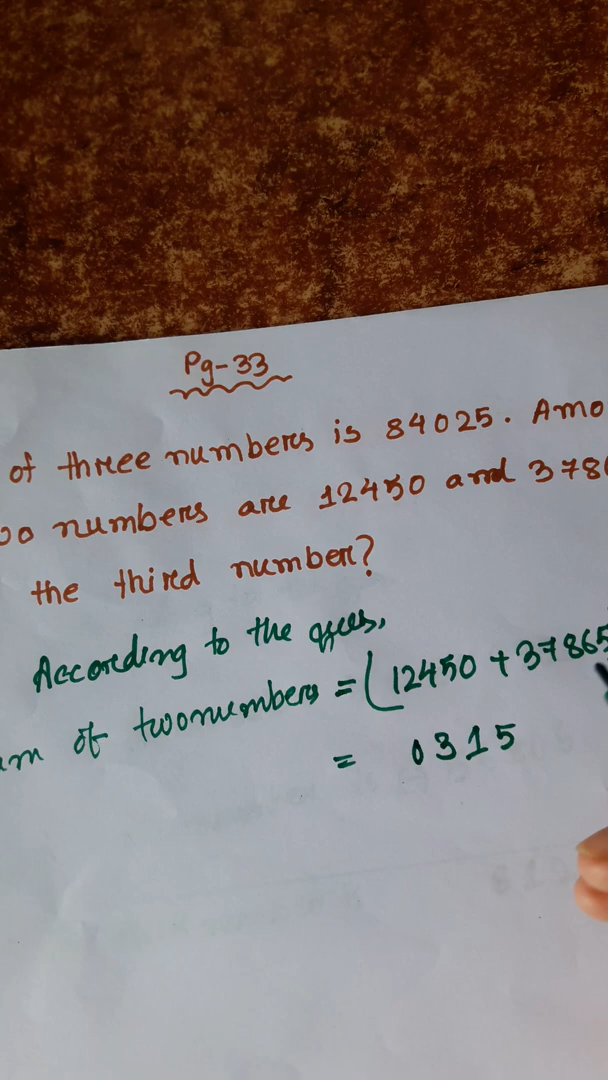 Pg-33
of three numbers is 84025. Amo
numbers are 12450 and 378
the third number?
According to the ques,
of two numbers = (12450 + 37865
= 0315